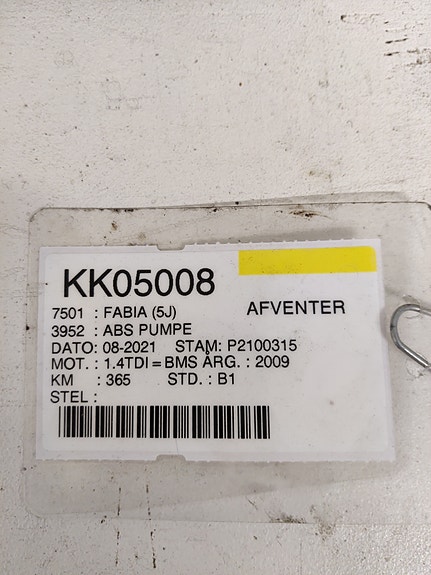 KK05008
7501 : FABIA (5J) AFVENTER
3952 : ABS PUMPE
DATO: 08-2021 STAM: P2100315
MOT. : 1.4TDI = BMS ÅRG. : 2009
KM : 365 STD. : B1
STEL :